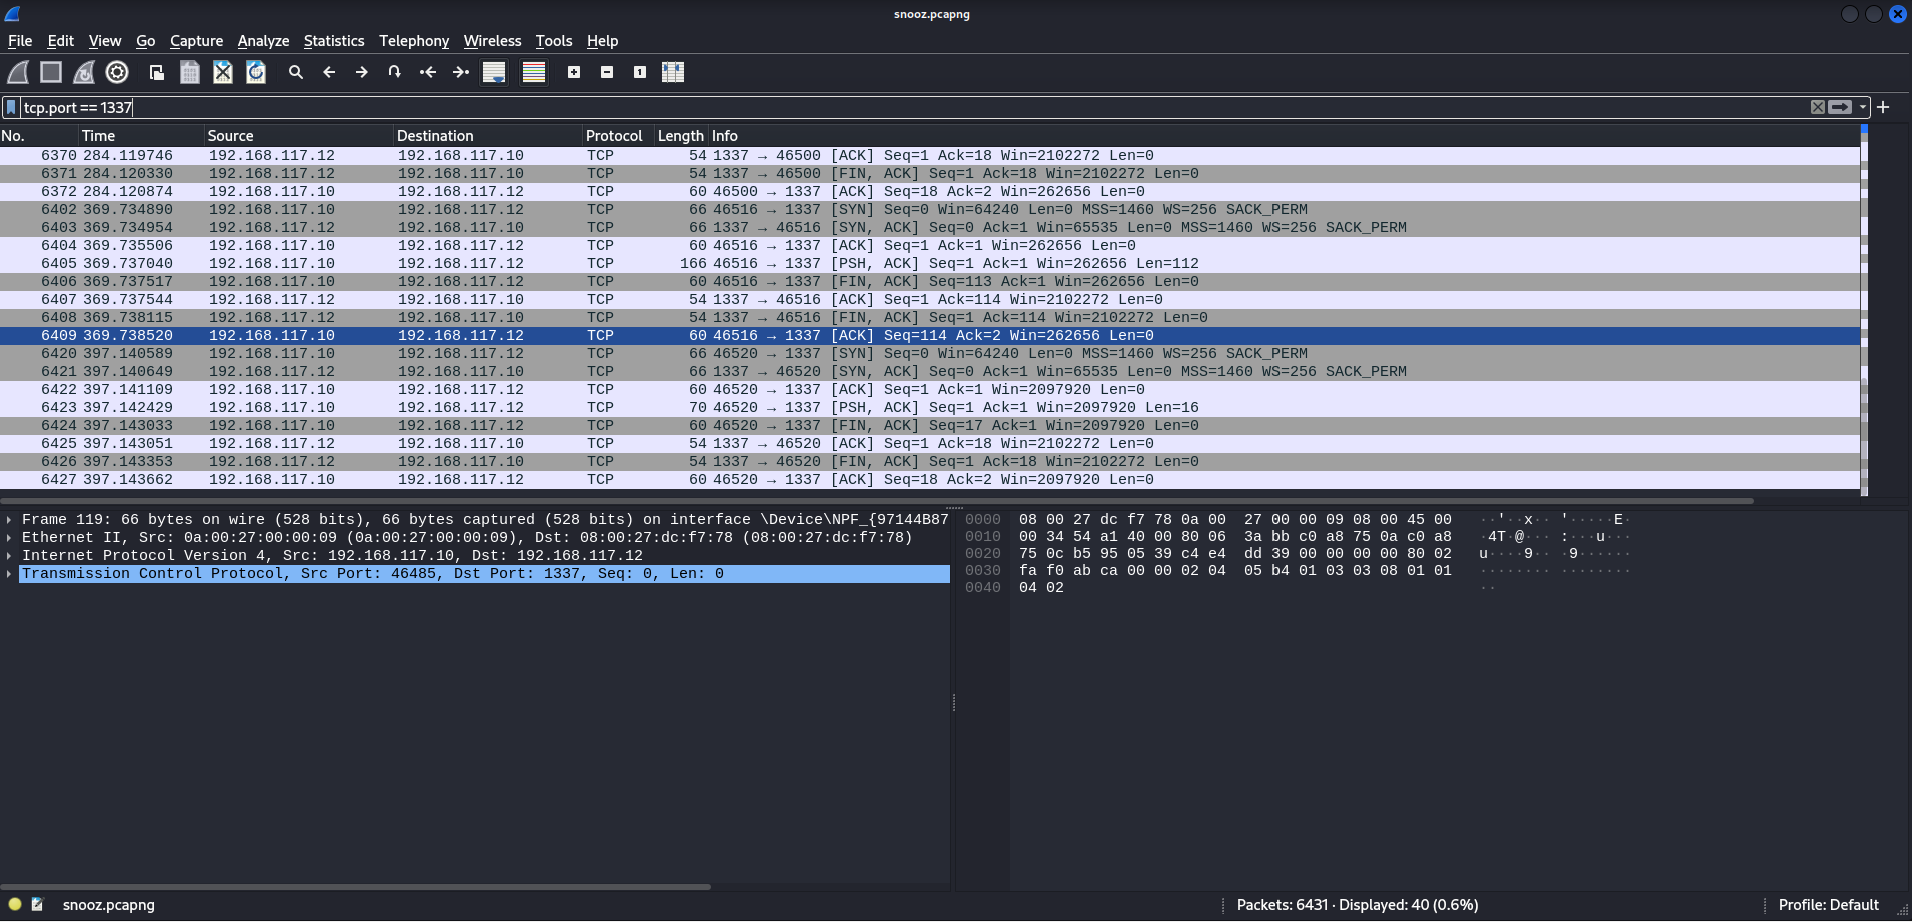 snooz.pcapng
File Edit View Go Capture Analyze Statistics Telephony Wireless Tools Help
tcp.port == 1337
No. Time Source Destination Protocol Length Info
6370 284.119746 192.168.117.12 192.168.117.10 TCP 54 1337 → 46500 [ACK] Seq=1 Ack=18 Win=2102272 Len=0
6371 284.120330 192.168.117.12 192.168.117.10 TCP 54 1337 → 46500 [FIN, ACK] Seq=1 Ack=18 Win=2102272 Len=0
6372 284.120874 192.168.117.10 192.168.117.12 TCP 60 46500 → 1337 [ACK] Seq=18 Ack=2 Win=262656 Len=0
6402 369.734890 192.168.117.10 192.168.117.12 TCP 66 46516 → 1337 [SYN] Seq=0 Win=64240 Len=0 MSS=1460 WS=256 SACK_PERM
6403 369.734954 192.168.117.12 192.168.117.10 TCP 66 1337 → 46516 [SYN, ACK] Seq=0 Ack=1 Win=65535 Len=0 MSS=1460 WS=256 SACK_PERM
6404 369.735506 192.168.117.10 192.168.117.12 TCP 60 46516 → 1337 [ACK] Seq=1 Ack=1 Win=262656 Len=0
6405 369.737040 192.168.117.10 192.168.117.12 TCP 166 46516 → 1337 [PSH, ACK] Seq=1 Ack=1 Win=262656 Len=112
6406 369.737517 192.168.117.10 192.168.117.12 TCP 60 46516 → 1337 [FIN, ACK] Seq=113 Ack=1 Win=262656 Len=0
6407 369.737544 192.168.117.12 192.168.117.10 TCP 54 1337 → 46516 [ACK] Seq=1 Ack=114 Win=2102272 Len=0
6408 369.738115 192.168.117.12 192.168.117.10 TCP 54 1337 → 46516 [FIN, ACK] Seq=1 Ack=114 Win=2102272 Len=0
6409 369.738520 192.168.117.10 192.168.117.12 TCP 60 46516 → 1337 [ACK] Seq=114 Ack=2 Win=262656 Len=0
6420 397.140589 192.168.117.10 192.168.117.12 TCP 66 46520 → 1337 [SYN] Seq=0 Win=64240 Len=0 MSS=1460 WS=256 SACK_PERM
6421 397.140649 192.168.117.12 192.168.117.10 TCP 66 1337 → 46520 [SYN, ACK] Seq=0 Ack=1 Win=65535 Len=0 MSS=1460 WS=256 SACK_PERM
6422 397.141109 192.168.117.10 192.168.117.12 TCP 60 46520 → 1337 [ACK] Seq=1 Ack=1 Win=2097920 Len=0
6423 397.142429 192.168.117.10 192.168.117.12 TCP 70 46520 → 1337 [PSH, ACK] Seq=1 Ack=1 Win=2097920 Len=16
6424 397.143033 192.168.117.10 192.168.117.12 TCP 60 46520 → 1337 [FIN, ACK] Seq=17 Ack=1 Win=2097920 Len=0
6425 397.143051 192.168.117.12 192.168.117.10 TCP 54 1337 → 46520 [ACK] Seq=1 Ack=18 Win=2102272 Len=0
6426 397.143353 192.168.117.12 192.168.117.10 TCP 54 1337 → 46520 [FIN, ACK] Seq=1 Ack=18 Win=2102272 Len=0
6427 397.143662 192.168.117.10 192.168.117.12 TCP 60 46520 → 1337 [ACK] Seq=18 Ack=2 Win=2097920 Len=0
Frame 119: 66 bytes on wire (528 bits), 66 bytes captured (528 bits) on interface \Device\NPF_{97144B87
Ethernet II, Src: 0a:00:27:00:00:09 (0a:00:27:00:00:09), Dst: 08:00:27:dc:f7:78 (08:00:27:dc:f7:78)
Internet Protocol Version 4, Src: 192.168.117.10, Dst: 192.168.117.12
Transmission Control Protocol, Src Port: 46485, Dst Port: 1337, Seq: 0, Len: 0
0000 08 00 27 dc f7 78 0a 00 27 00 00 09 08 00 45 00 ··'··x·· '·····E·
0010 00 34 54 a1 40 00 80 06 3a bb c0 a8 75 0a c0 a8 ·4T·@··· :···u···
0020 75 0c b5 95 05 39 c4 e4 dd 39 00 00 00 00 80 02 u····9·· ·9······
0030 fa f0 ab ca 00 00 02 04 05 b4 01 03 03 08 01 01 ········ ········
0040 04 02 ··
snooz.pcapng
Packets: 6431 · Displayed: 40 (0.6%)
Profile: Default